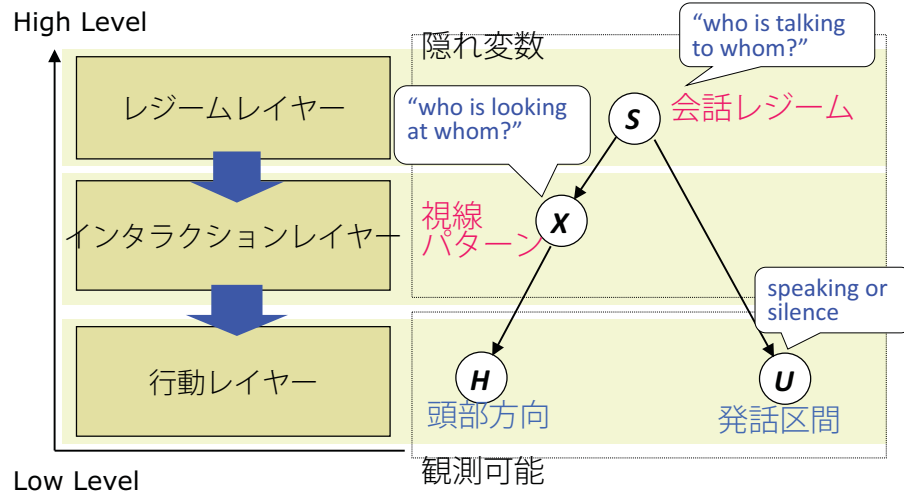 High Level
隠れ変数
“who is talking
to whom?”
レジームレイヤー
“who is looking
at whom?”
S
会話レジーム
インタラクションレイヤー
視線
パターン
X
speaking or
silence
行動レイヤー
H
U
頭部方向
発話区間
観測可能
Low Level